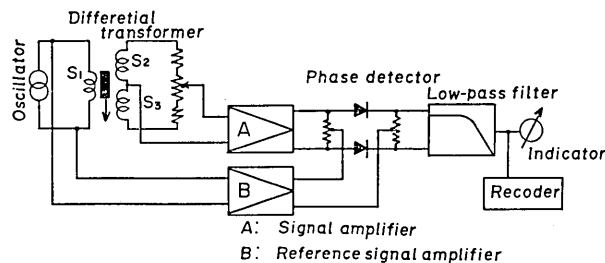 Differetial
transformer
Oscillator
S1
S2
S3
Phase detector
Low-pass filter
A
B
Indicator
Recoder
A: Signal amplifier
B: Reference signal amplifier